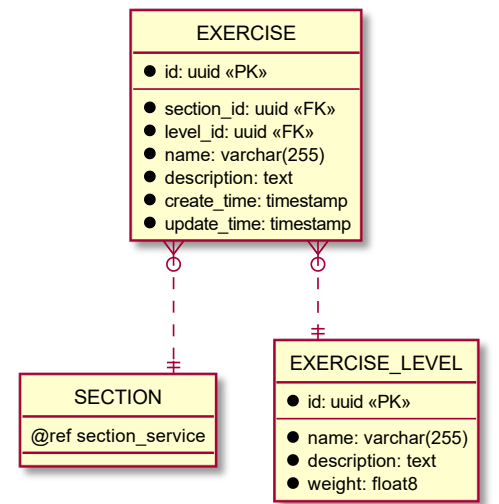 EXERCISE
id: uuid «PK»
section_id: uuid «FK»
level_id: uuid «FK»
name: varchar(255)
description: text
create_time: timestamp
update_time: timestamp
SECTION
@ref section_service
EXERCISE_LEVEL
id: uuid «PK»
name: varchar(255)
description: text
weight: float8